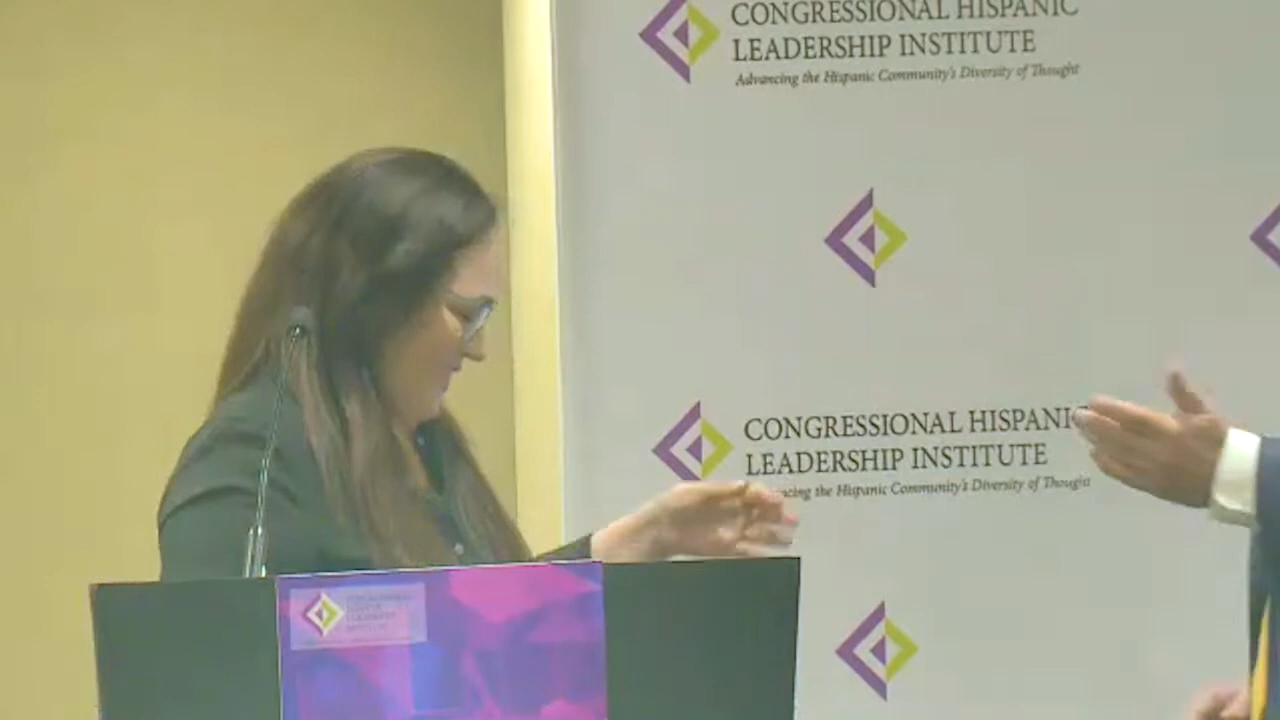 CONGRESSIONAL HISPANIC
LEADERSHIP INSTITUTE
Advancing the Hispanic Community's Diversity of Thought
CONGRESSIONAL HISPANIC
LEADERSHIP INSTITUTE
the Hispanic Community's Diversity of Thought